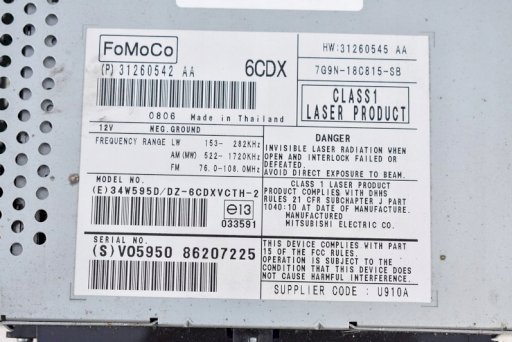 FoMoCo
(P) 31260542 AA
6CDX
HW:31260545 AA
7G9N-18C815-SB
CLASS1
LASER PRODUCT
0806 Made in Thailand
12V NEG.GROUND
FREQUENCY RANGE LW 153- 282KHz
AM(MW) 522- 1720KHz
FM 76.0-108.0MHz
MODEL NO.
(E)34W595D/DZ-6CDXVCTH-2
e13
033591
SERIAL NO.
(S)VO5950 86207225
DANGER
INVISIBLE LASER RADIATION WHEN
OPEN AND INTERLOCK FAILED OR
DEFEATED.
AVOID DIRECT EXPOSURE TO BEAM.
CLASS 1 LASER PRODUCT
PRODUCT COMPLIES WITH DHHS
RULES 21 CFR SUBCHAPTER J PART
1040:10 AT DATE OF MANUFACTURE.
MANUFACTURED
MITSUBISHI ELECTRIC CO.
THIS DEVICE COMPLIES WITH PART
15 OF THE FCC RULES.
OPERATION IS SUBJECT TO THE
CONDITION THAT THIS DEVICE DOES
NOT CAUSE HARMFUL INTERFERENCE.
SUPPLIER CODE : U910A